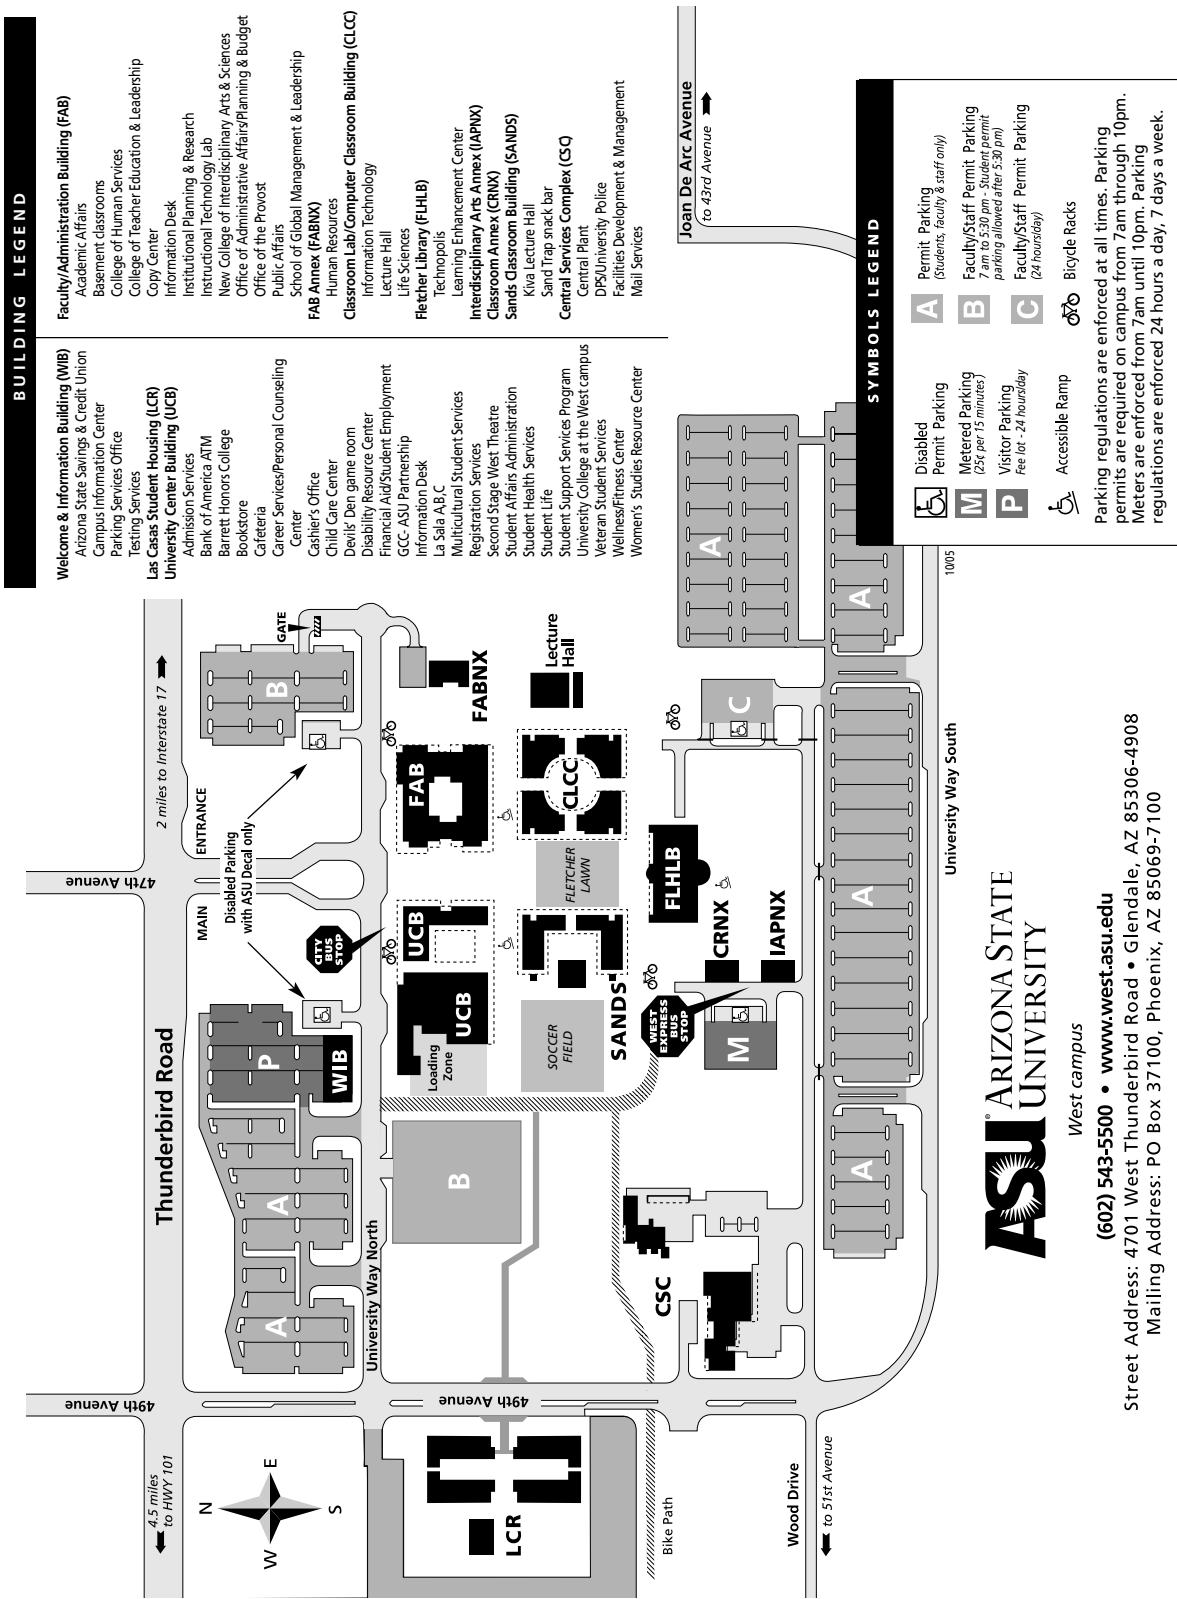 BUILDING LEGEND
Welcome & Information Building (WIB)
Arizona State Savings & Credit Union
Campus Information Center
Parking Services Office
Testing Services
Las Casas Student Housing (LCR)
University Center Building (UCB)
Admission Services
Bank of America ATM
Barrett Honors College
Bookstore
Cafeteria
Career Services/Personal Counseling
Center
Cashier's Office
Child Care Center
Devils' Den game room
Disability Resource Center
Financial Aid/Student Employment
GCC- ASU Partnership
Information Desk
La Sala A,B,C
Multicultural Student Services
Registration Services
Second Stage West Theatre
Student Affairs Administration
Student Health Services
Student Life
Student Support Services Program
University College at the West campus
Veteran Student Services
Wellness/Fitness Center
Women's Studies Resource Center
Faculty/Administration Building (FAB)
Academic Affairs
Basement classrooms
College of Human Services
College of Teacher Education & Leadership
Copy Center
Information Desk
Institutional Planning & Research
Instructional Technology Lab
New College of Interdisciplinary Arts & Sciences
Office of Administrative Affairs/Planning & Budget
Office of the Provost
Public Affairs
School of Global Management & Leadership
FAB Annex (FABNX)
Human Resources
Classroom Lab/Computer Classroom Building (CLCC)
Information Technology
Lecture Hall
Life Sciences
Fletcher Library (FLHLB)
Technopolis
Learning Enhancement Center
Interdisciplinary Arts Annex (IAPNX)
Classroom Annex (CRNX)
Sands Classroom Building (SANDS)
Kiva Lecture Hall
Sand Trap snack bar
Central Services Complex (CSC)
Central Plant
DPS/University Police
Facilities Development & Management
Mail Services
4.5 miles
to HWY 101
49th Avenue
Thunderbird Road
47th Avenue
2 miles to Interstate 17
N
W
E
S
MAIN
ENTRANCE
Disabled Parking
with ASU Decal only
GATE
A
A
P
B
WIB
CITY
BUS
STOP
University Way North
49th Avenue
B
Loading
Zone
UCB
UCB
FAB
FABNX
LCR
SOCCER
FIELD
FLETCHER
LAWN
CLCC
Lecture
Hall
SANDS
Bike Path
CSC
WEST
EXPRESS
BUS
STOP
FLHLB
CRNX
IAPNX
M
C
A
Joan De Arc Avenue
to 43rd Avenue
Wood Drive
to 51st Avenue
A
A
A
University Way South
10/05
SYMBOLS LEGEND
Disabled
Permit Parking
M
Metered Parking
(25¢ per 15 minutes)
P
Visitor Parking
Fee lot - 24 hours/day
Accessible Ramp
A
Permit Parking
(Students, faculty & staff only)
B
Faculty/Staff Permit Parking
7 am to 5:30 pm - Student permit
parking allowed after 5:30 pm)
C
Faculty/Staff Permit Parking
(24 hours/day)
Bicycle Racks
Parking regulations are enforced at all times. Parking
permits are required on campus from 7am through 10pm.
Meters are enforced from 7am until 10pm. Parking
regulations are enforced 24 hours a day, 7 days a week.
ASU® ARIZONA STATE
UNIVERSITY
West campus
(602) 543-5500 • www.west.asu.edu
Street Address: 4701 West Thunderbird Road • Glendale, AZ 85306-4908
Mailing Address: PO Box 37100, Phoenix, AZ 85069-7100